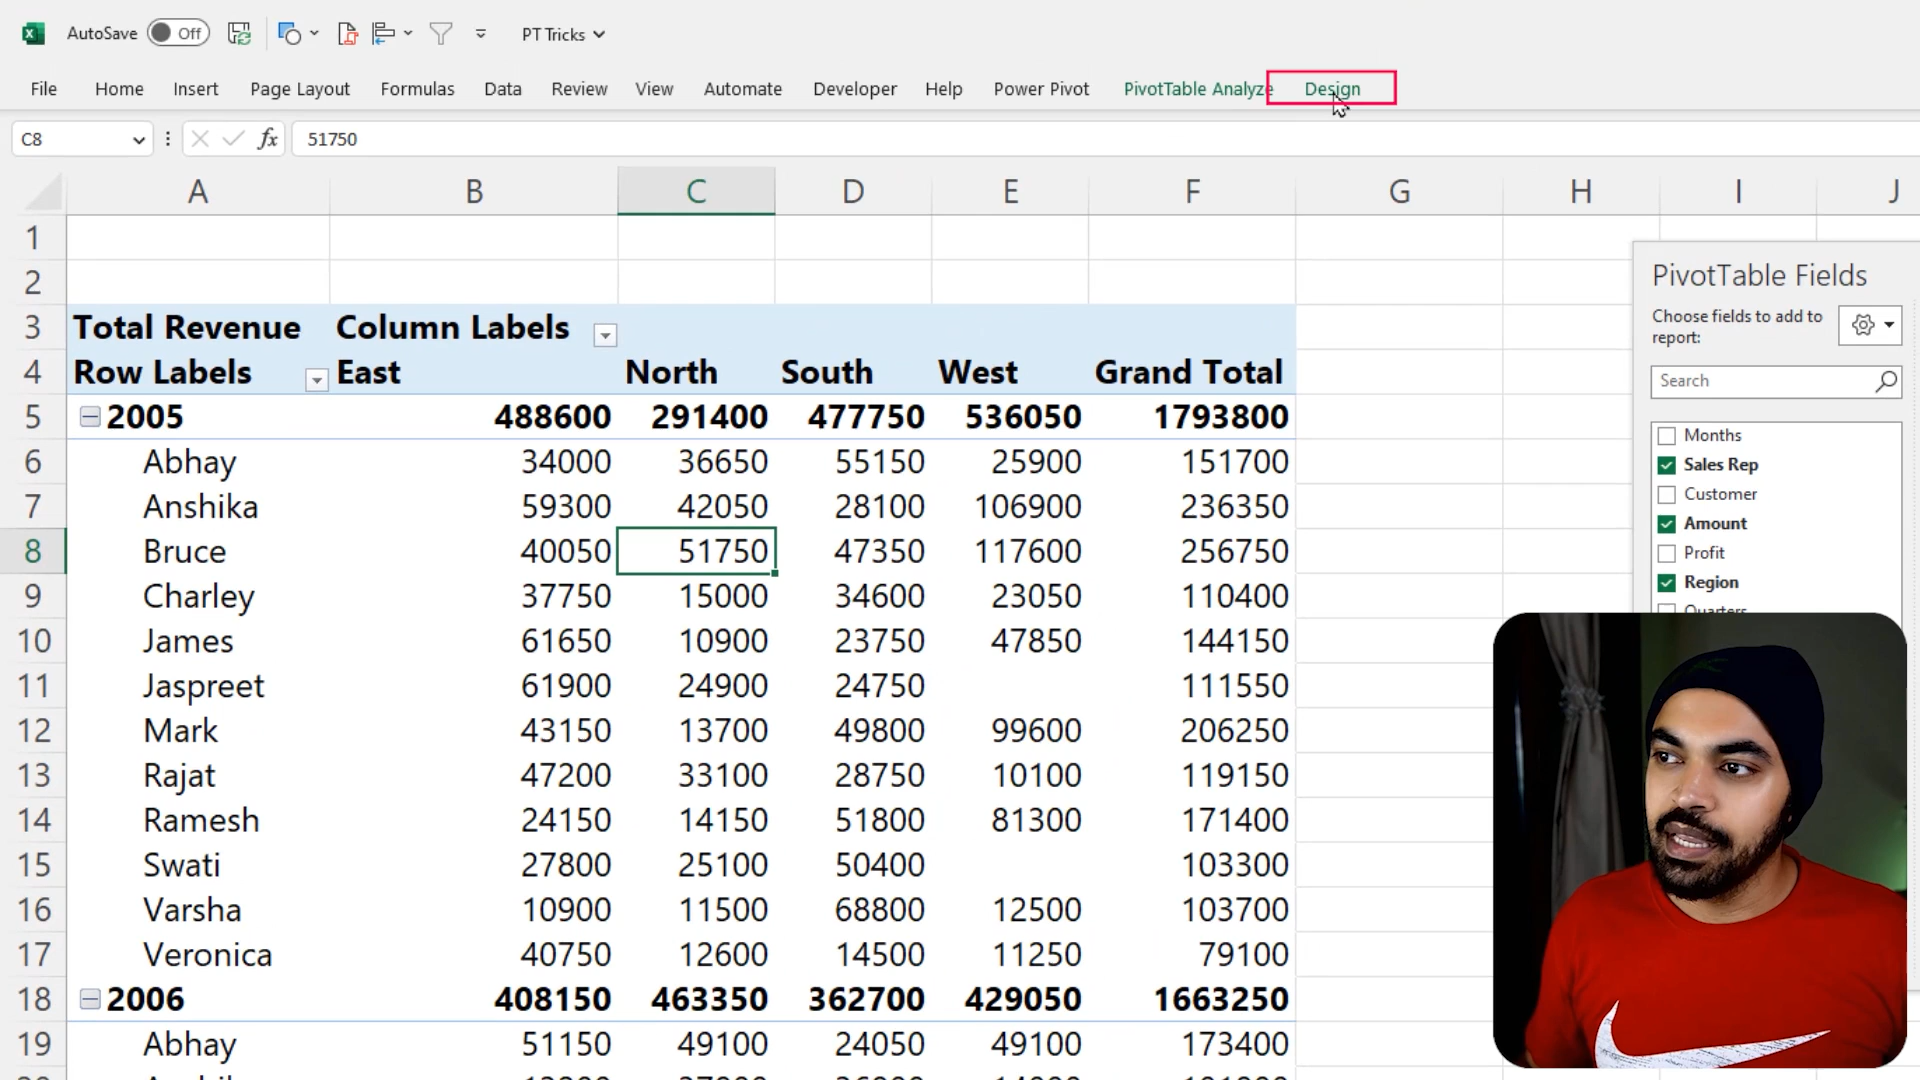 AutoSave Off PT Tricks
File Home Insert Page Layout Formulas Data Review View Automate Developer Help Power Pivot PivotTable Analyze Design
C8 fx 51750
A B C D E F G H I J
1
2
3 Total Revenue Column Labels
4 Row Labels East North South West Grand Total
5 2005 488600 291400 477750 536050 1793800
6 Abhay 34000 36650 55150 25900 151700
7 Anshika 59300 42050 28100 106900 236350
8 Bruce 40050 51750 47350 117600 256750
9 Charley 37750 15000 34600 23050 110400
10 James 61650 10900 23750 47850 144150
11 Jaspreet 61900 24900 24750 111550
12 Mark 43150 13700 49800 99600 206250
13 Rajat 47200 33100 28750 10100 119150
14 Ramesh 24150 14150 51800 81300 171400
15 Swati 27800 25100 50400 103300
16 Varsha 10900 11500 68800 12500 103700
17 Veronica 40750 12600 14500 11250 79100
18 2006 408150 463350 362700 429050 1663250
19 Abhay 51150 49100 24050 49100 173400
PivotTable Fields
Choose fields to add to
report:
Search
Months
Sales Rep
Customer
Amount
Profit
Region
Quarters